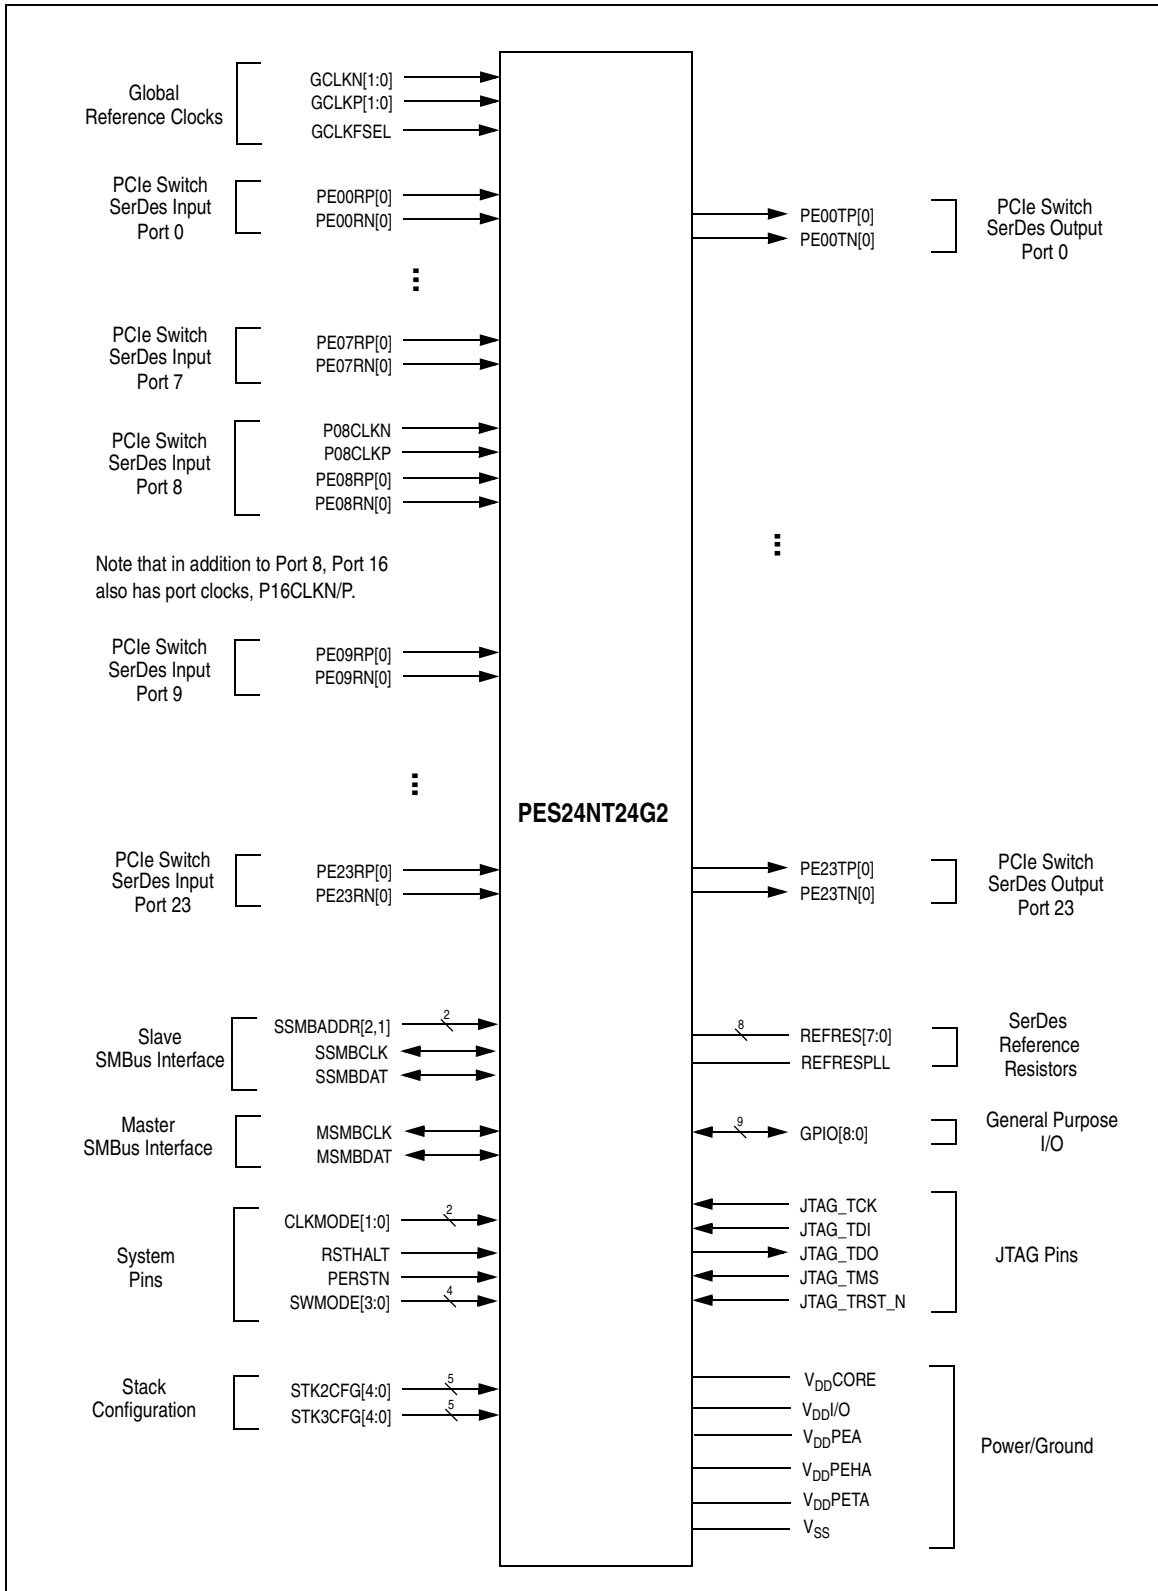 Global
Reference Clocks
GCLKN[1:0]
GCLKP[1:0]
GCLKFSEL
PCIe Switch
SerDes Input
Port 0
PE00RP[0]
PE00RN[0]
PCIe Switch
SerDes Input
Port 7
PE07RP[0]
PE07RN[0]
PCIe Switch
SerDes Input
Port 8
P08CLKN
P08CLKP
PE08RP[0]
PE08RN[0]
Note that in addition to Port 8, Port 16
also has port clocks, P16CLKN/P.
PCIe Switch
SerDes Input
Port 9
PE09RP[0]
PE09RN[0]
PCIe Switch
SerDes Input
Port 23
PE23RP[0]
PE23RN[0]
Slave
SMBus Interface
SSMBADDR[2,1]
2
SSMBCLK
SSMBDAT
Master
SMBus Interface
MSMBCLK
MSMBDAT
System
Pins
CLKMODE[1:0]
2
RSTHALT
PERSTN
SWMODE[3:0]
4
Stack
Configuration
STK2CFG[4:0]
5
STK3CFG[4:0]
5
PES24NT24G2
PE00TP[0]
PE00TN[0]
PCIe Switch
SerDes Output
Port 0
PE23TP[0]
PE23TN[0]
PCIe Switch
SerDes Output
Port 23
8
REFRES[7:0]
REFRESPLL
SerDes
Reference
Resistors
9
GPIO[8:0]
General Purpose
I/O
JTAG_TCK
JTAG_TDI
JTAG_TDO
JTAG_TMS
JTAG_TRST_N
JTAG Pins
VDDCORE
VDDI/O
VDDPEA
VDDPEHA
VDDPETA
VSS
Power/Ground